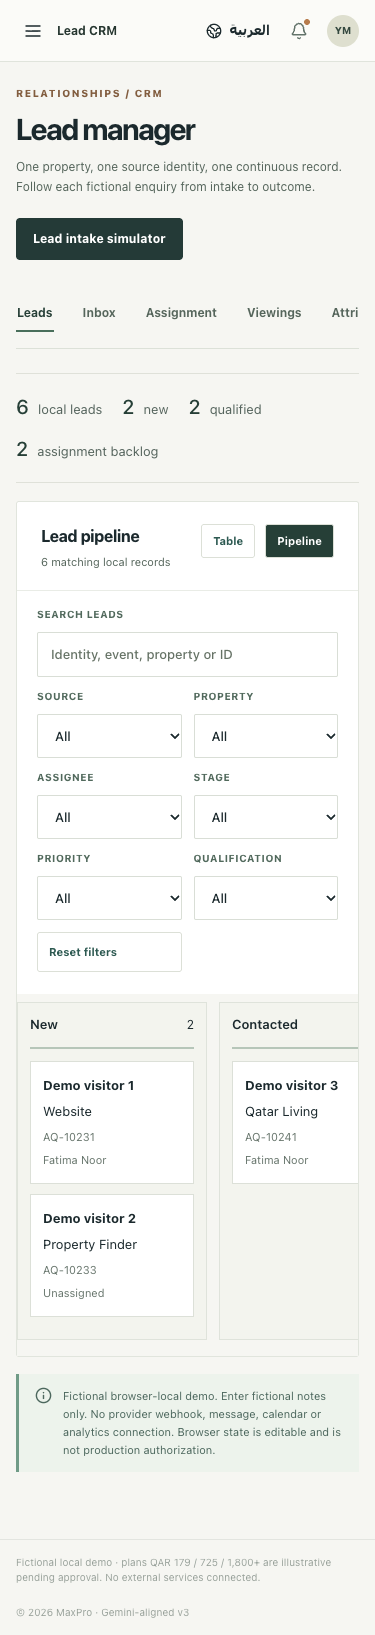 Lead CRM
العربية
YM
RELATIONSHIPS / CRM
Lead manager
One property, one source identity, one continuous record.
Follow each fictional enquiry from intake to outcome.
Lead intake simulator
Leads Inbox Assignment Viewings Attri
6 local leads 2 new 2 qualified
2 assignment backlog
Lead pipeline
6 matching local records
Table Pipeline
SEARCH LEADS
Identity, event, property or ID
SOURCE PROPERTY
All All
ASSIGNEE STAGE
All All
PRIORITY QUALIFICATION
All All
Reset filters
New 2
Demo visitor 1
Website
AQ-10231
Fatima Noor
Demo visitor 2
Property Finder
AQ-10233
Unassigned
Contacted
Demo visitor 3
Qatar Living
AQ-10241
Fatima Noor
Fictional browser-local demo. Enter fictional notes
only. No provider webhook, message, calendar or
analytics connection. Browser state is editable and is
not production authorization.
Fictional local demo · plans QAR 179 / 725 / 1,800+ are illustrative
pending approval. No external services connected.
© 2026 MaxPro · Gemini-aligned v3